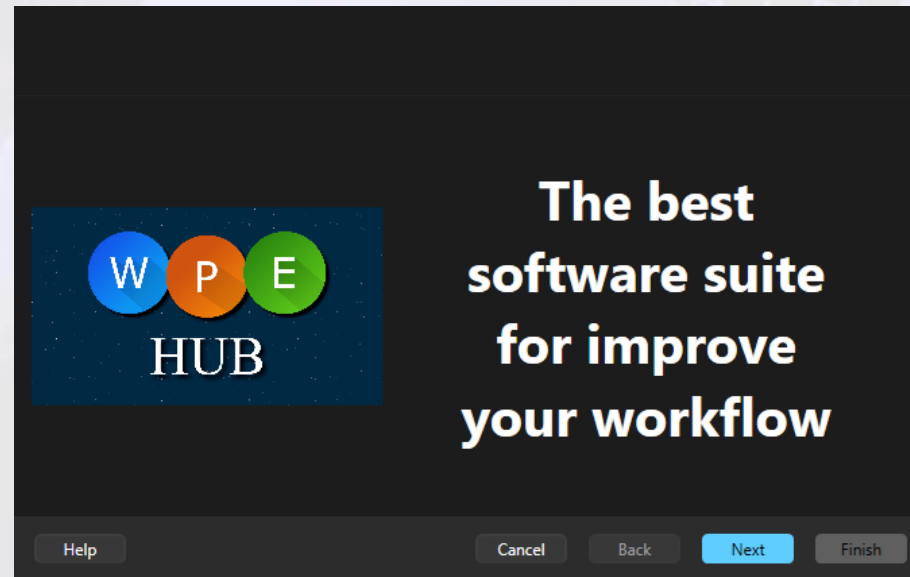 W P E
HUB
The best
software suite
for improve
your workflow
Help
Cancel
Back
Next
Finish